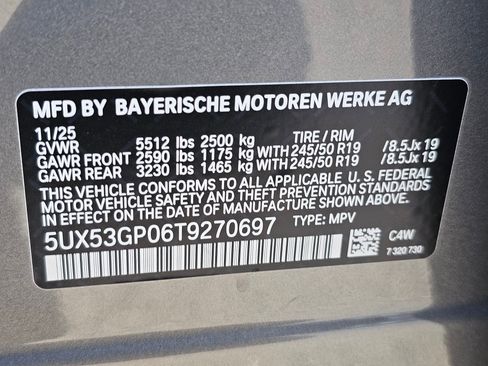 MFD BY BAYERISCHE MOTOREN WERKE AG
11/25
GVWR 5512 lbs 2500 kg TIRE / RIM
GAWR FRONT 2590 lbs 1175 kg WITH 245/50 R19 /8.5Jx19
GAWR REAR 3230 lbs 1465 kg WITH 245/50 R19 /8.5Jx19
THIS VEHICLE CONFORMS TO ALL APPLICABLE U. S. FEDERAL
MOTOR VEHICLE SAFETY AND THEFT PREVENTION STANDARDS
IN EFFECT ON THE DATE OF MANUFACTURE SHOWN ABOVE.
5UX53GP06T9270697 TYPE: MPV
C4W
7 320 730